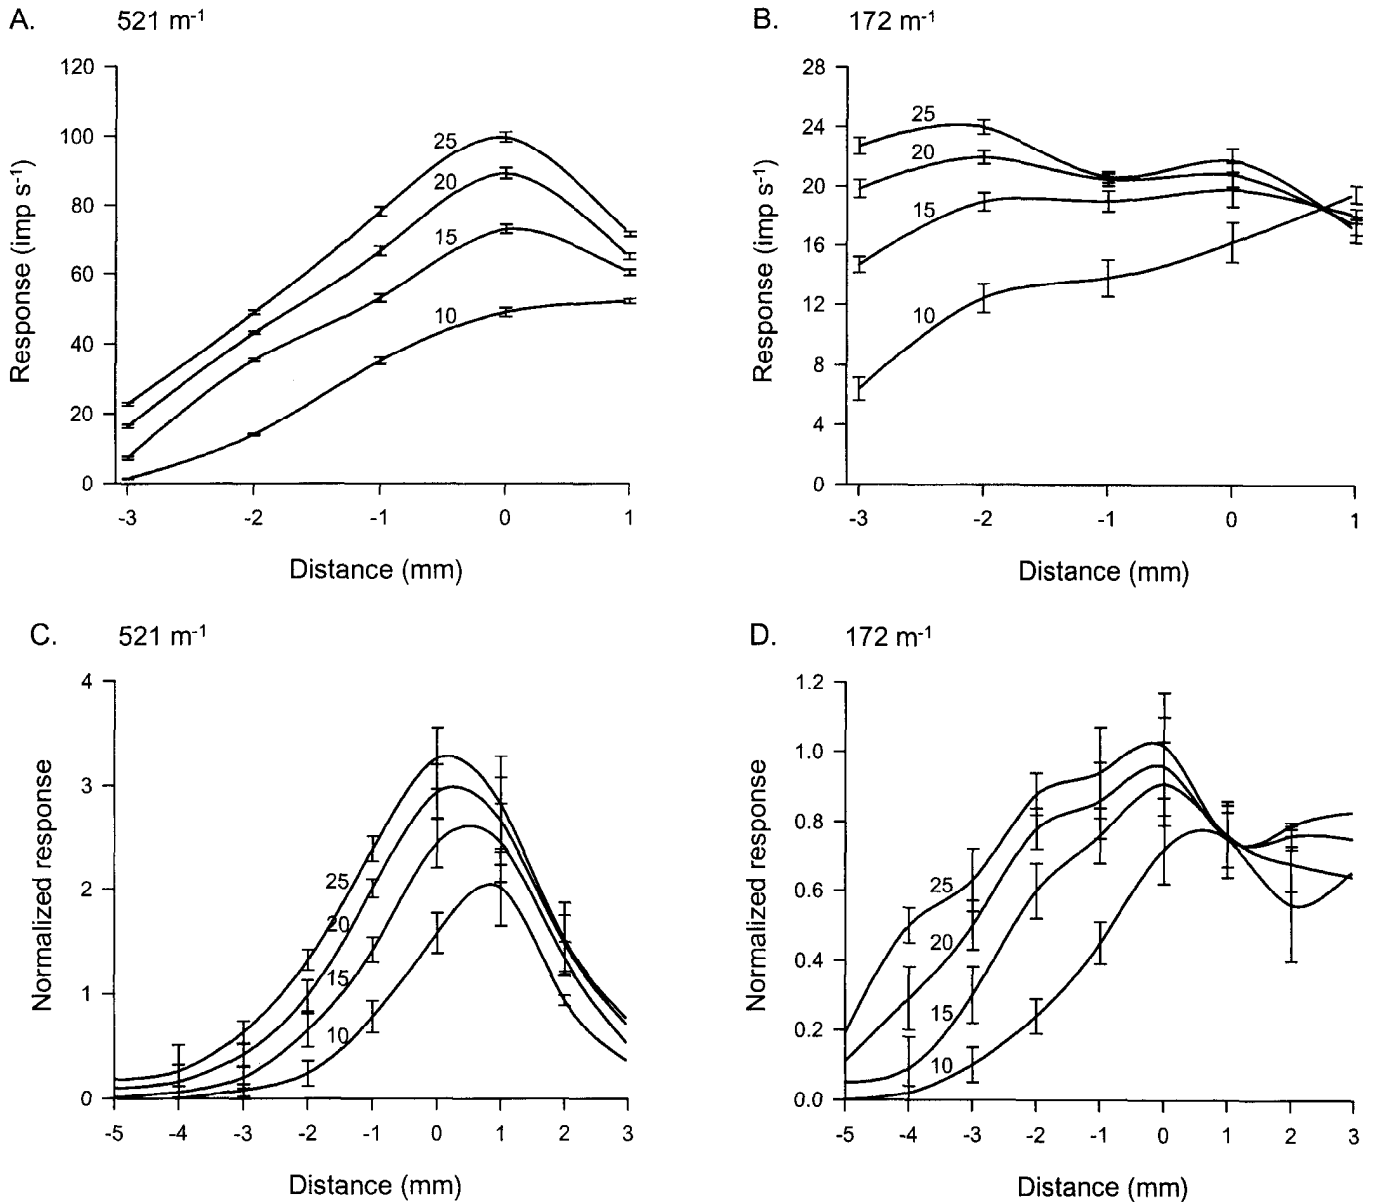 A. 521 m-1
120
100
80
60
40
20
0
Response (imp s-1)
25
20
15
10
-3 -2 -1 0 1
Distance (mm)
B. 172 m-1
28
24
20
16
12
8
4
0
Response (imp s-1)
25
20
15
10
-3 -2 -1 0 1
Distance (mm)
C. 521 m-1
4
3
2
1
0
Normalized response
25
20
15
10
-5 -4 -3 -2 -1 0 1 2 3
Distance (mm)
D. 172 m-1
1.2
1.0
0.8
0.6
0.4
0.2
0.0
Normalized response
25
20
15
10
-5 -4 -3 -2 -1 0 1 2 3
Distance (mm)